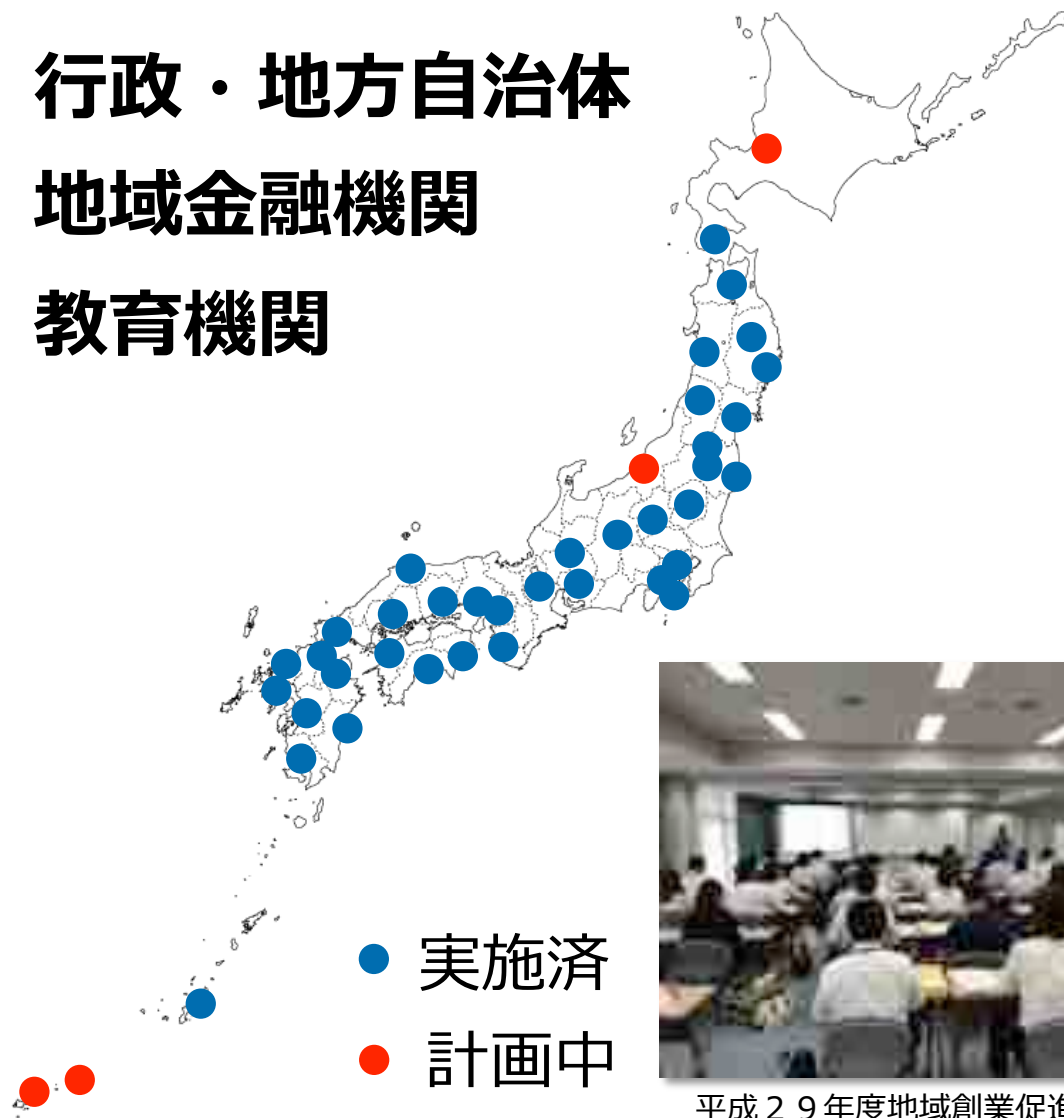 行政・地方自治体
地域金融機関
教育機関
実施済
計画中
平成２９年度地域創業促進